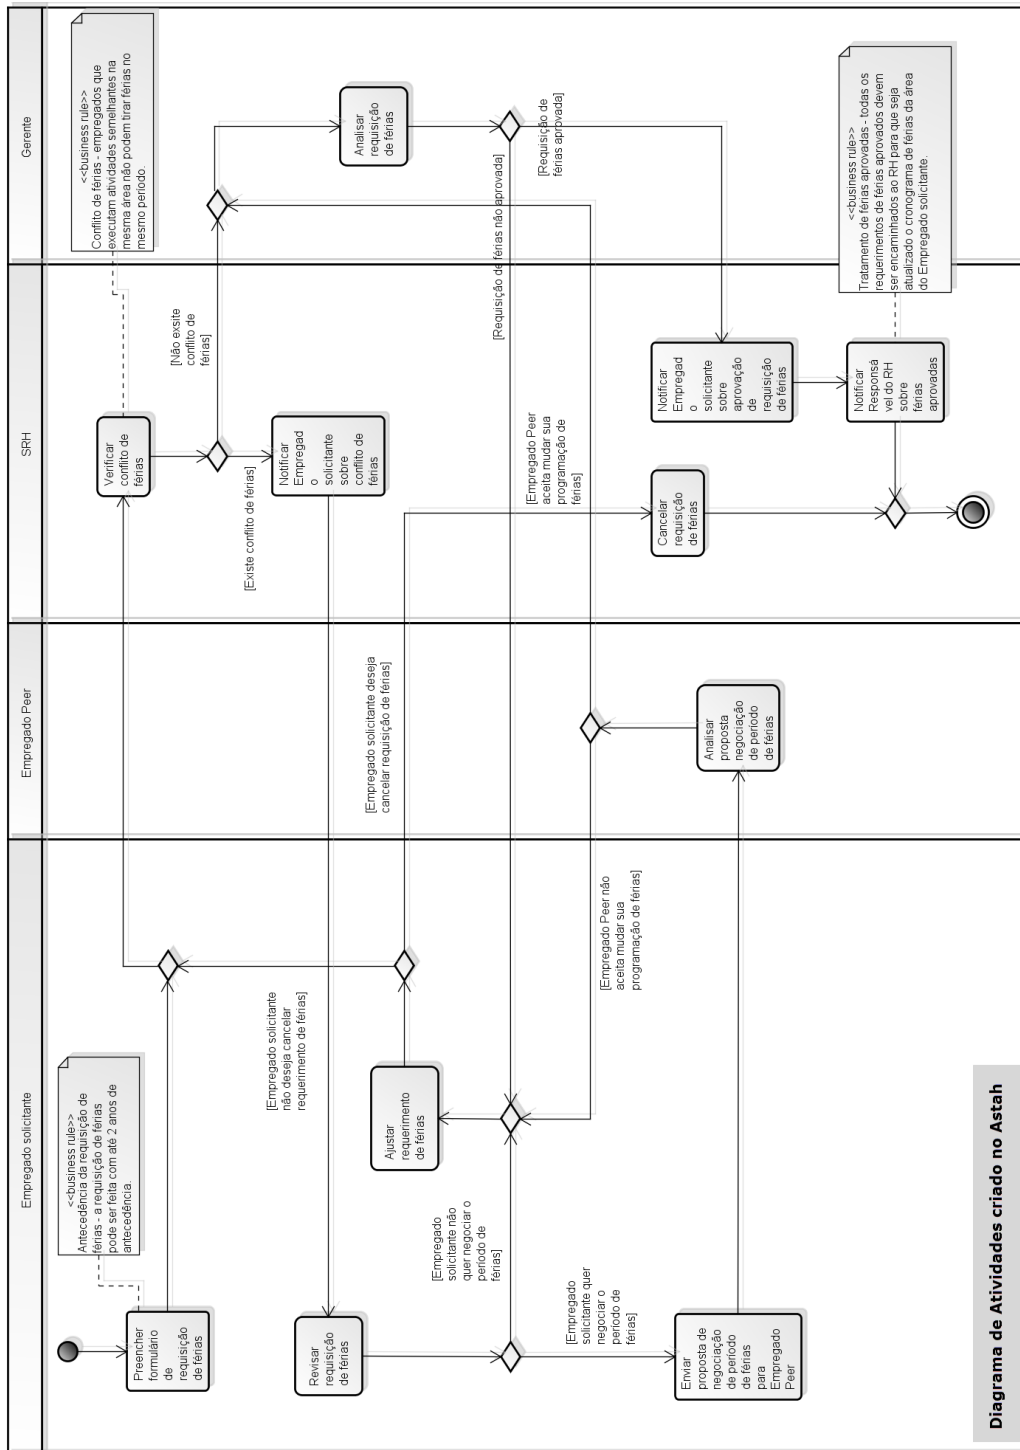 Empregado solicitante
Empregado Peer
SRH
Gerente
<<business rule>>
Antecedência da requisição de
férias - a requisição de férias
pode ser feita com até 2 anos de
antecedência.
Preencher
formulário
de
requisição
de férias
Verificar
conflito de
férias
<<business rule>>
Conflito de férias - empregados que
executam atividades semelhantes na
mesma área não podem tirar férias no
mesmo período.
[Não exsite
conflito de
férias]
[Existe conflito de férias]
Notificar
Empregad
o
solicitante
sobre
conflito de
férias
Analisar
requisição
de férias
[Requisição de férias não aprovada]
[Requisição de
férias aprovada]
Revisar
requisição
de férias
[Empregado solicitante
não deseja cancelar
requerimento de férias]
Ajustar
requerimento
de férias
[Empregado solicitante deseja
cancelar requisição de férias]
[Empregado
solicitante não
quer negociar o
período de
férias]
[Empregado
solicitante quer
negociar o
período de
férias]
[Empregado Peer
aceita mudar sua
programação de
férias]
[Empregado Peer não
aceita mudar sua
programação de férias]
Enviar
proposta de
negociação
de período
de férias
para
Empregado
Peer
Analisar
proposta
negociação
de período
de férias
Cancelar
requisição
de férias
Notificar
Empregad
o
solicitante
sobre
aprovação
de
requisição
de férias
Notificar
Responsá
vel do RH
sobre
férias
aprovadas
<<business rule>>
Tratamento de férias aprovadas - todas os
requerimentos de férias aprovados devem
ser encaminhados ao RH para que seja
atualizado o cronograma de férias da área
do Empregado solicitante.
Diagrama de Atividades criado no Astah